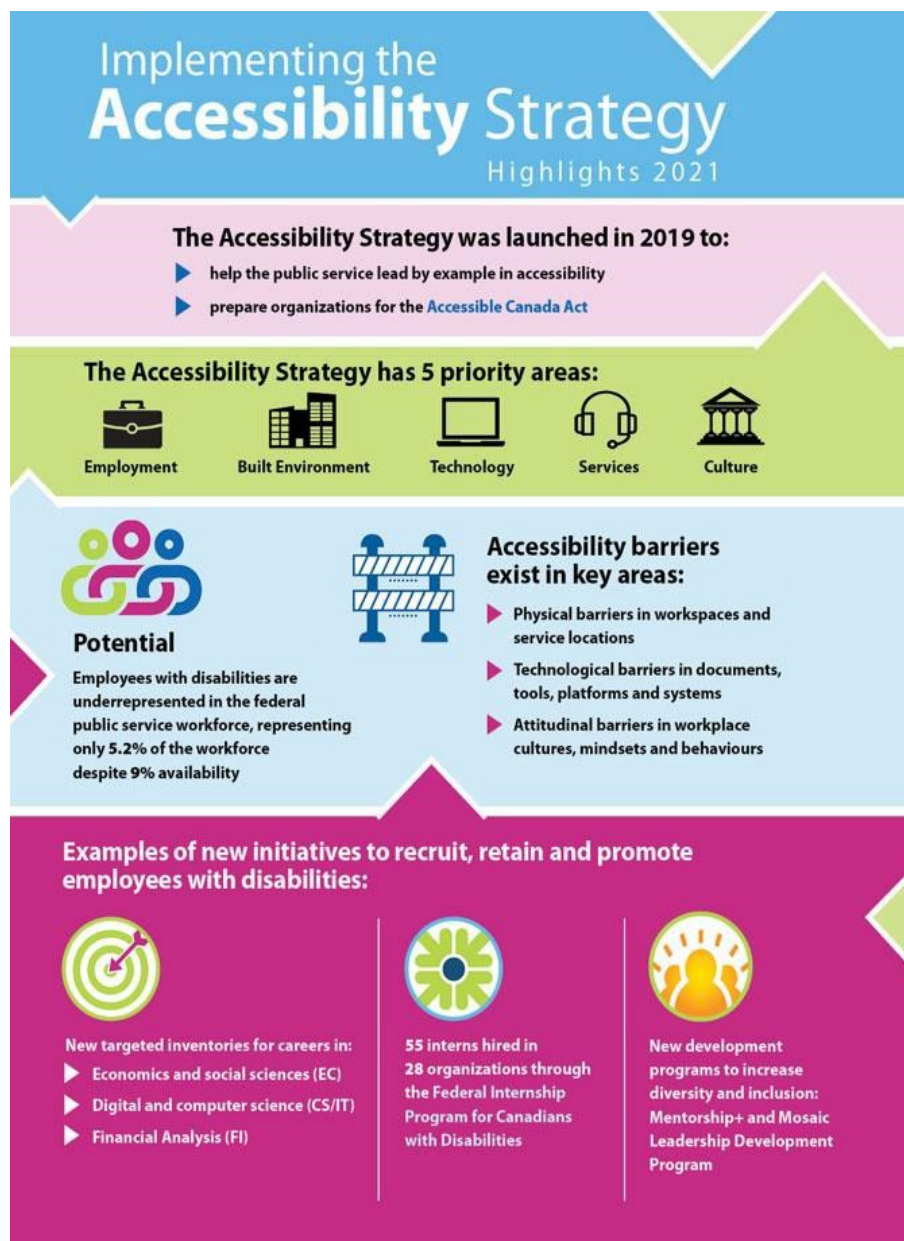 Implementing the
Accessibility Strategy
Highlights 2021
The Accessibility Strategy was launched in 2019 to:
help the public service lead by example in accessibility
prepare organizations for the Accessible Canada Act
The Accessibility Strategy has 5 priority areas:
Employment
Built Environment
Technology
Services
Culture
Potential
Employees with disabilities are
underrepresented in the federal
public service workforce, representing
only 5.2% of the workforce
despite 9% availability
Accessibility barriers
exist in key areas:
Physical barriers in workspaces and
service locations
Technological barriers in documents,
tools, platforms and systems
Attitudinal barriers in workplace
cultures, mindsets and behaviours
Examples of new initiatives to recruit, retain and promote
employees with disabilities:
New targeted inventories for careers in:
Economics and social sciences (EC)
Digital and computer science (CS/IT)
Financial Analysis (FI)
55 interns hired in
28 organizations through
the Federal Internship
Program for Canadians
with Disabilities
New development
programs to increase
diversity and inclusion:
Mentorship+ and Mosaic
Leadership Development
Program